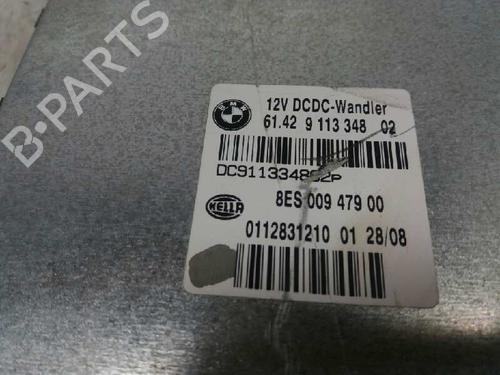 BMW
12V DCDC-Wandler
61.42 9 113 348 02
DC911334802P
8ES 009 479 00
HELLA
0112831210 01 28/08
B-PARTS